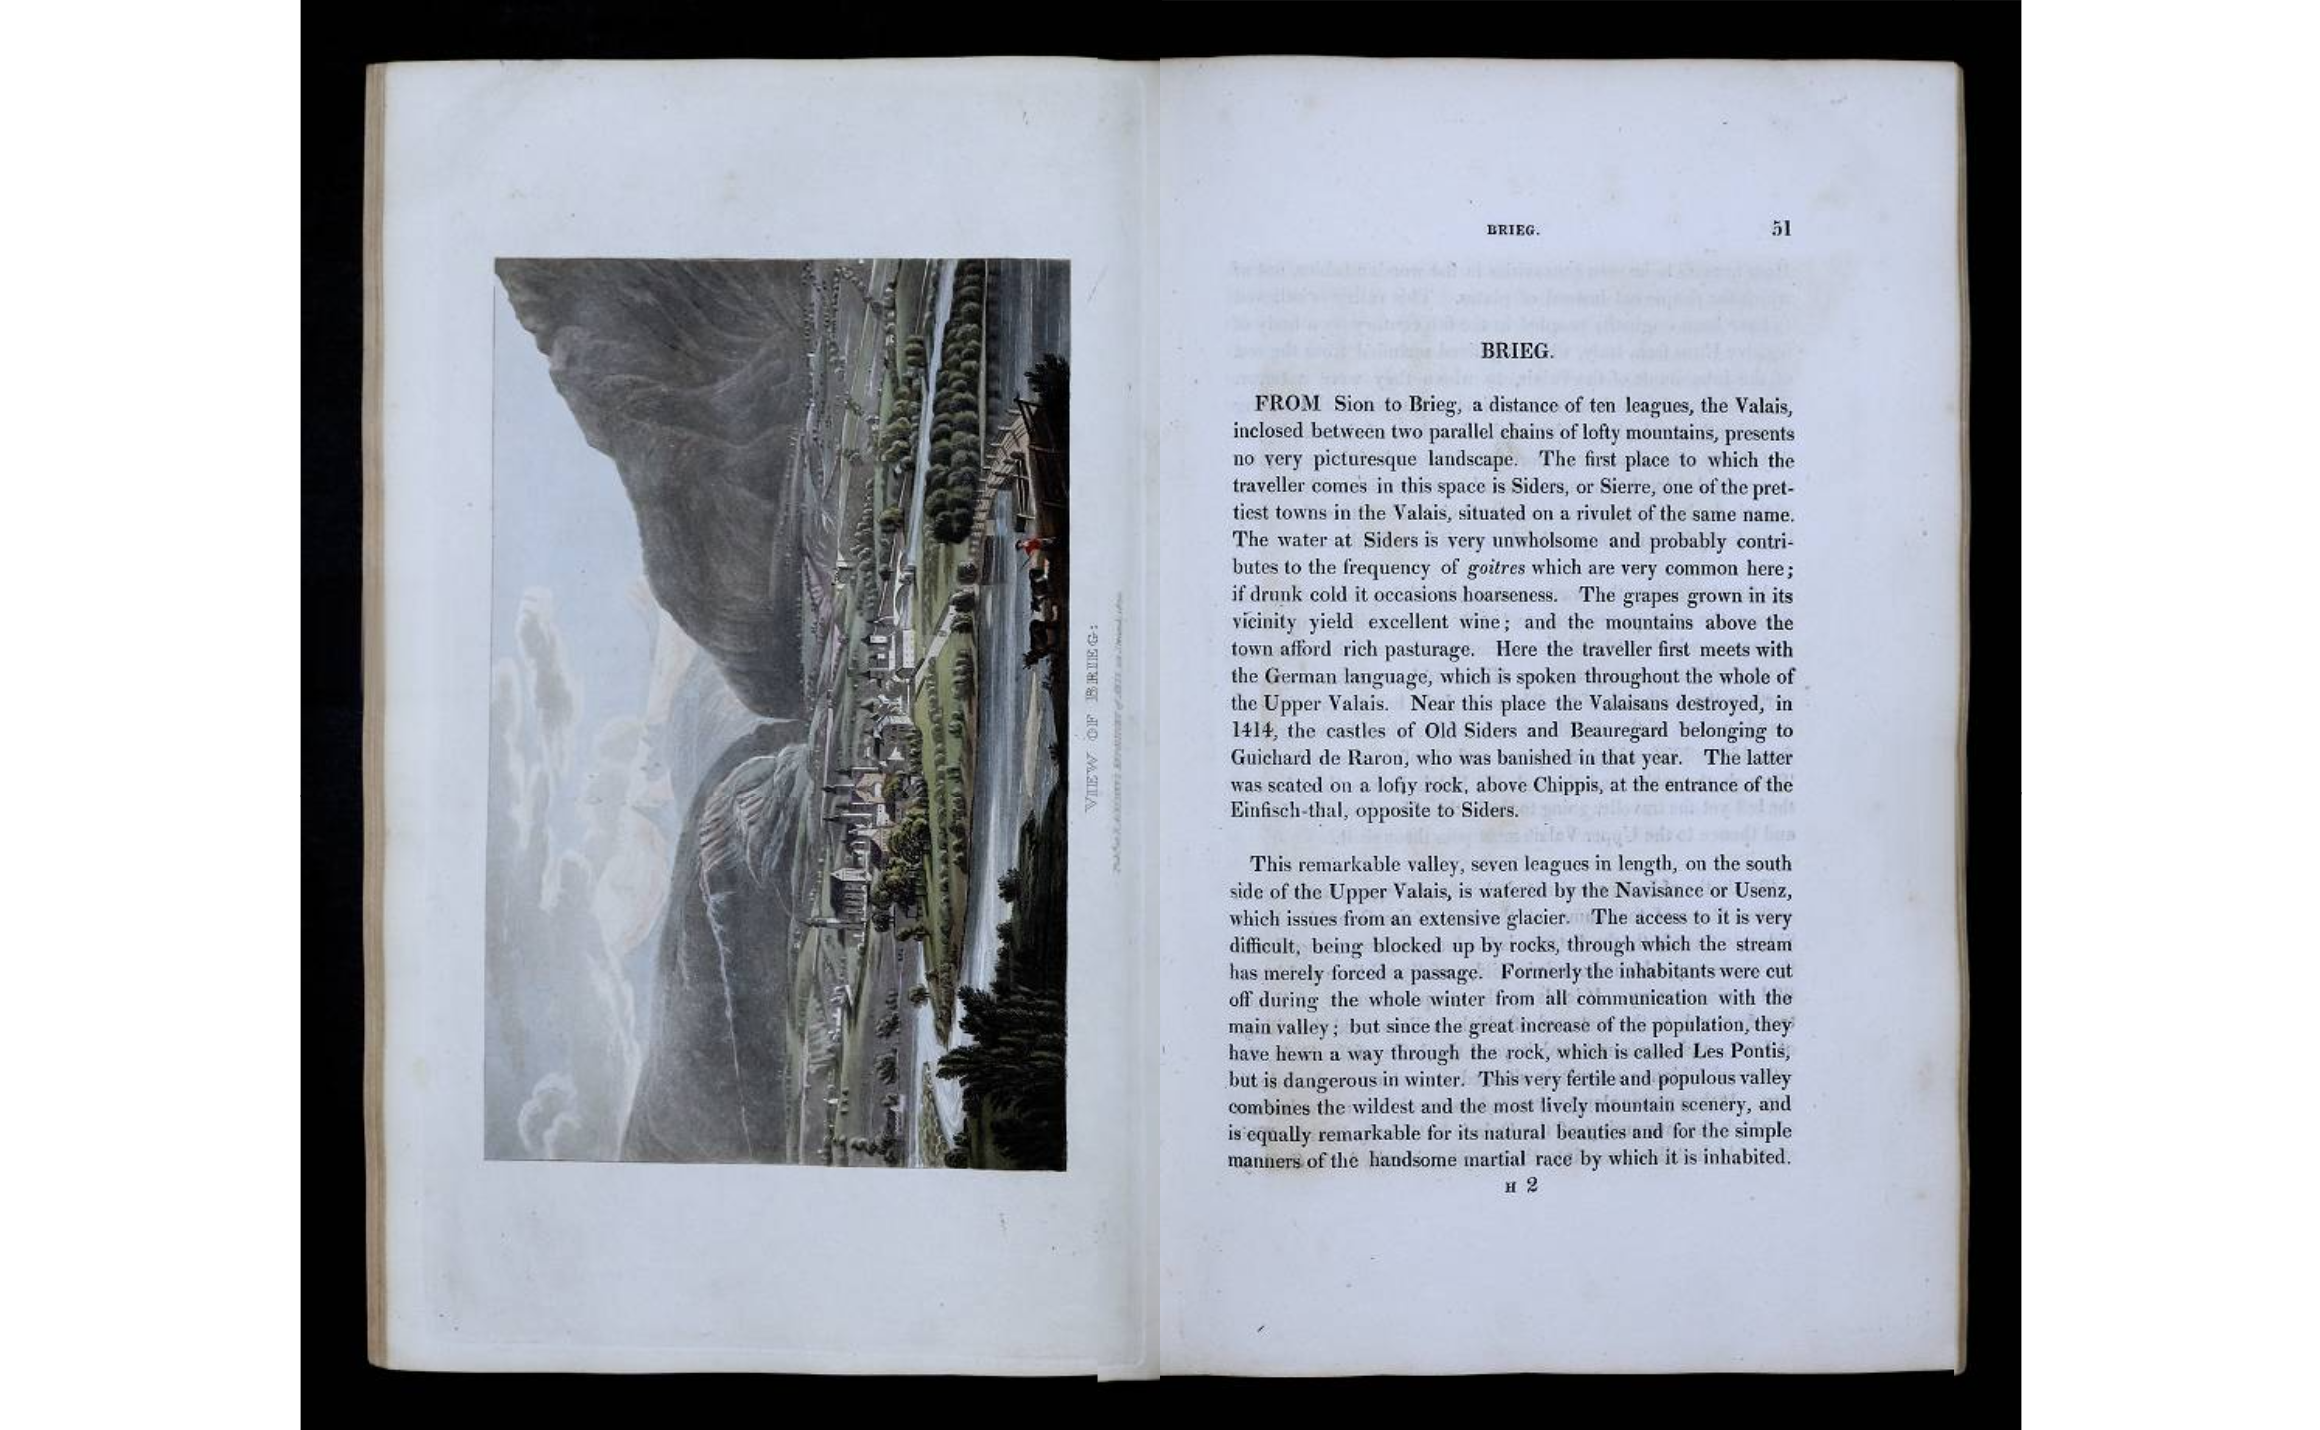 VIEW OF BRIEG:
BRIEG. 51
BRIEG.
FROM Sion to Brieg, a distance of ten leagues, the Valais,
inclosed between two parallel chains of lofty mountains, presents
no very picturesque landscape. The first place to which the
traveller comes in this space is Siders, or Sierre, one of the pret-
tiest towns in the Valais, situated on a rivulet of the same name.
The water at Siders is very unwholsome and probably contri-
butes to the frequency of goitres which are very common here;
if drunk cold it occasions hoarseness. The grapes grown in its
vicinity yield excellent wine; and the mountains above the
town afford rich pasturage. Here the traveller first meets with
the German language, which is spoken throughout the whole of
the Upper Valais. Near this place the Valaisans destroyed, in
1414, the castles of Old Siders and Beauregard belonging to
Guichard de Raron, who was banished in that year. The latter
was seated on a lofty rock, above Chippis, at the entrance of the
Einfisch-thal, opposite to Siders.
This remarkable valley, seven leagues in length, on the south
side of the Upper Valais, is watered by the Navisance or Usenz,
which issues from an extensive glacier. The access to it is very
difficult, being blocked up by rocks, through which the stream
has merely forced a passage. Formerly the inhabitants were cut
off during the whole winter from all communication with the
main valley; but since the great increase of the population, they
have hewn a way through the rock, which is called Les Pontis,
but is dangerous in winter. This very fertile and populous valley
combines the wildest and the most lively mountain scenery, and
is equally remarkable for its natural beauties and for the simple
manners of the handsome martial race by which it is inhabited.
H 2